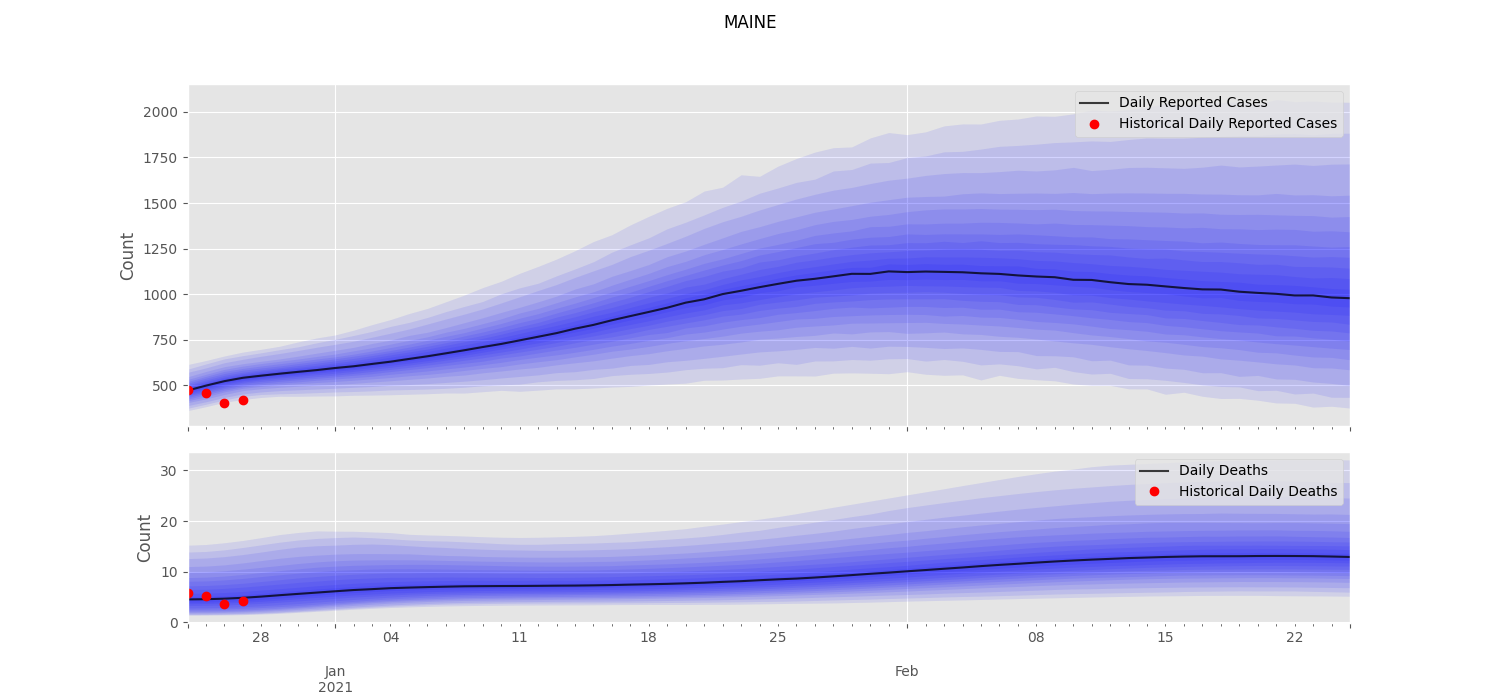 MAINE
Count
2000
1750
1500
1250
1000
750
500
Daily Reported Cases
Historical Daily Reported Cases
Count
30
20
10
0
Daily Deaths
Historical Daily Deaths
28 04 11 18 25 08 15 22
Jan Feb
2021